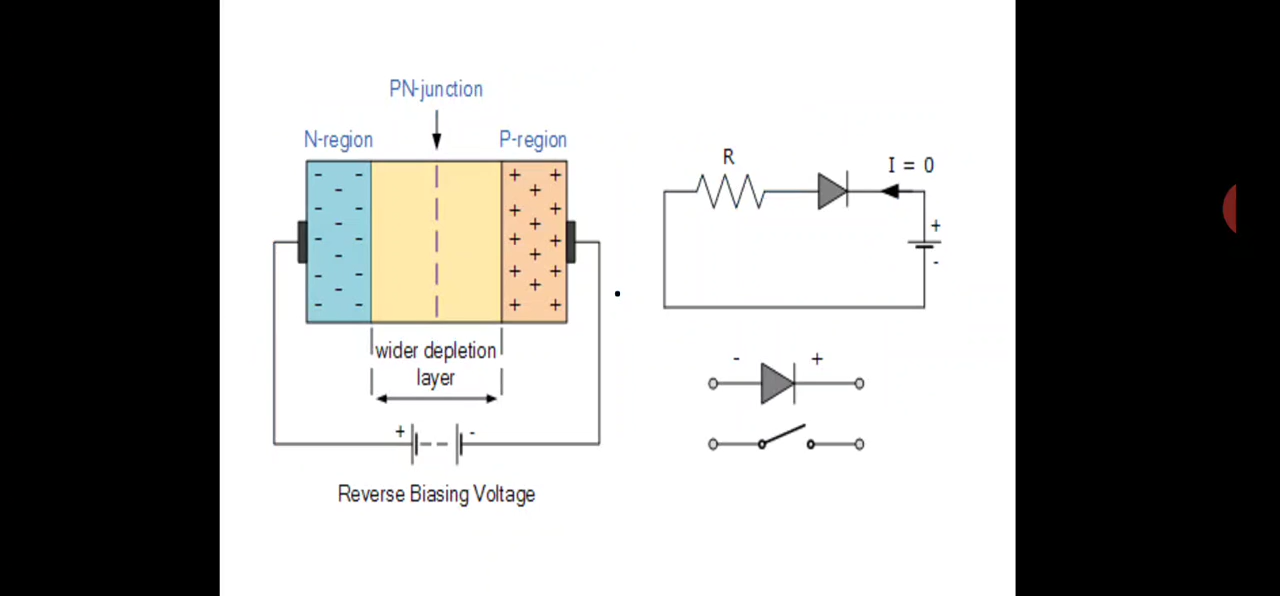 PN-junction
N-region
P-region
wider depletion
layer
+ -
Reverse Biasing Voltage
R
I = 0
+
-
- +